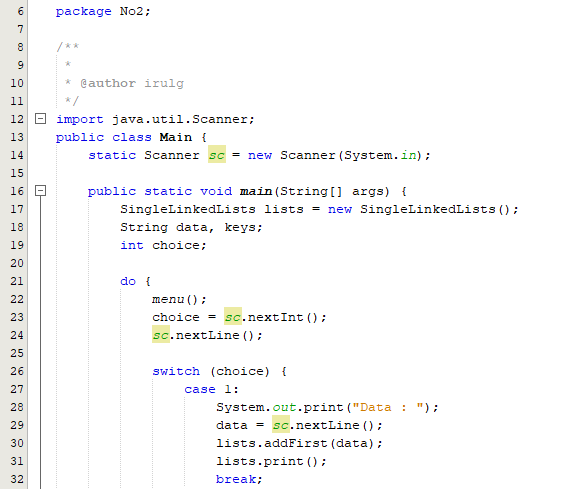 6 package No2;
7
8 /**
9 *
10 * @author irulg
11 */
12 import java.util.Scanner;
13 public class Main {
14 static Scanner sc = new Scanner(System.in);
15
16 public static void main(String[] args) {
17 SingleLinkedLists lists = new SingleLinkedLists();
18 String data, keys;
19 int choice;
20
21 do {
22 menu();
23 choice = sc.nextInt();
24 sc.nextLine();
25
26 switch (choice) {
27 case 1:
28 System.out.print("Data : ");
29 data = sc.nextLine();
30 lists.addFirst(data);
31 lists.print();
32 break;